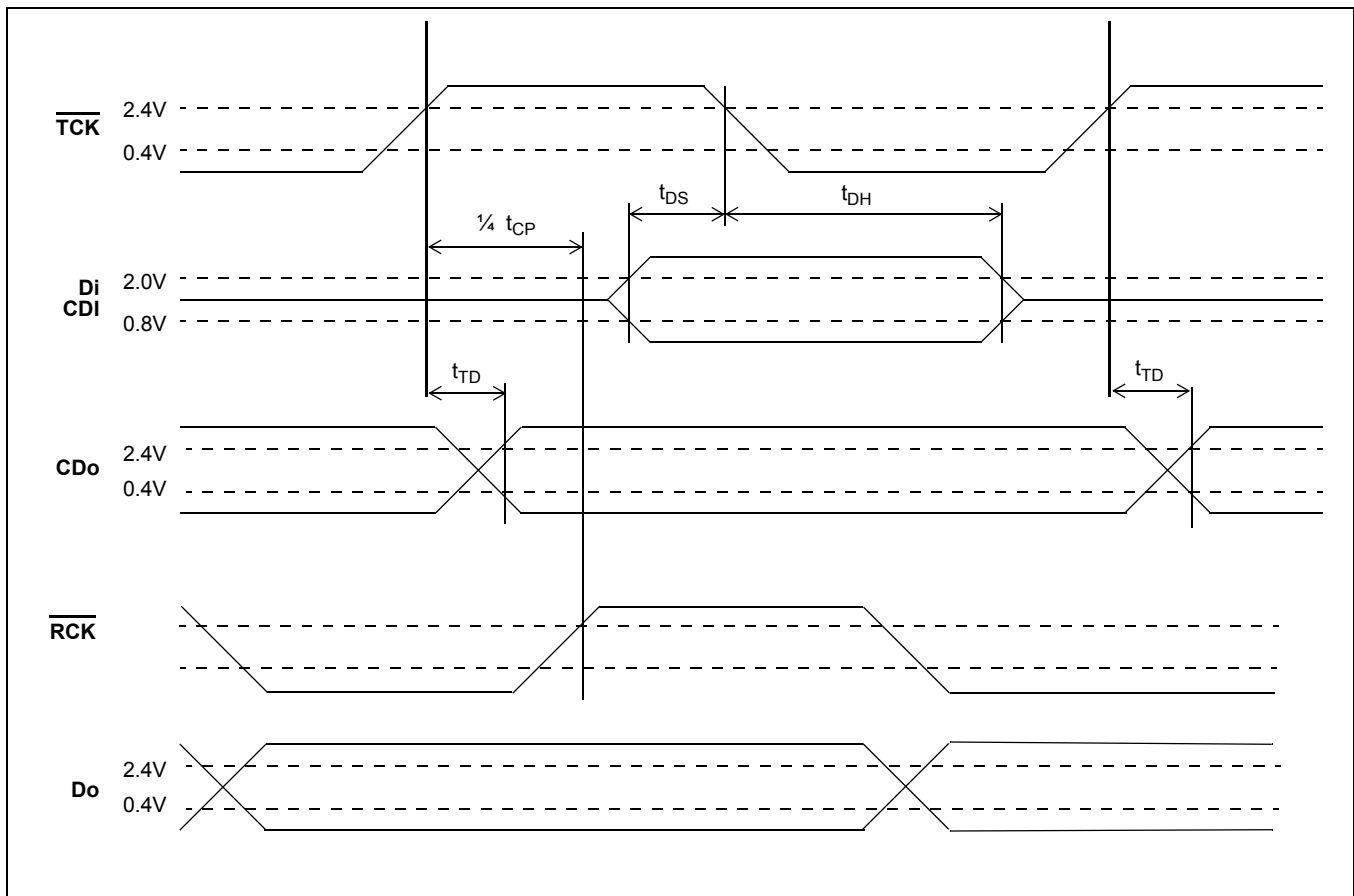 TCK
2.4V
0.4V
tDS
tDH
¼ tCP
Di
CDI
2.0V
0.8V
tTD
tTD
CDo
2.4V
0.4V
RCK
Do
2.4V
0.4V